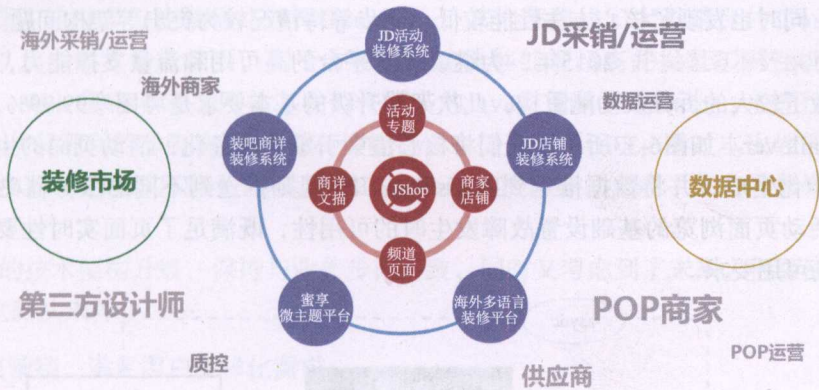 海外采销/运营
JD活动
装修系统
JD采销/运营
海外商家
数据运营
活动
专题
装吧商详
装修系统
JD店铺
装修系统
装修市场
商详
文描
JShop
商家
店铺
数据中心
频道
页面
第三方设计师
蜜享
微主题平台
海外多语言
装修平台
POP商家
质控
供应商
POP运营